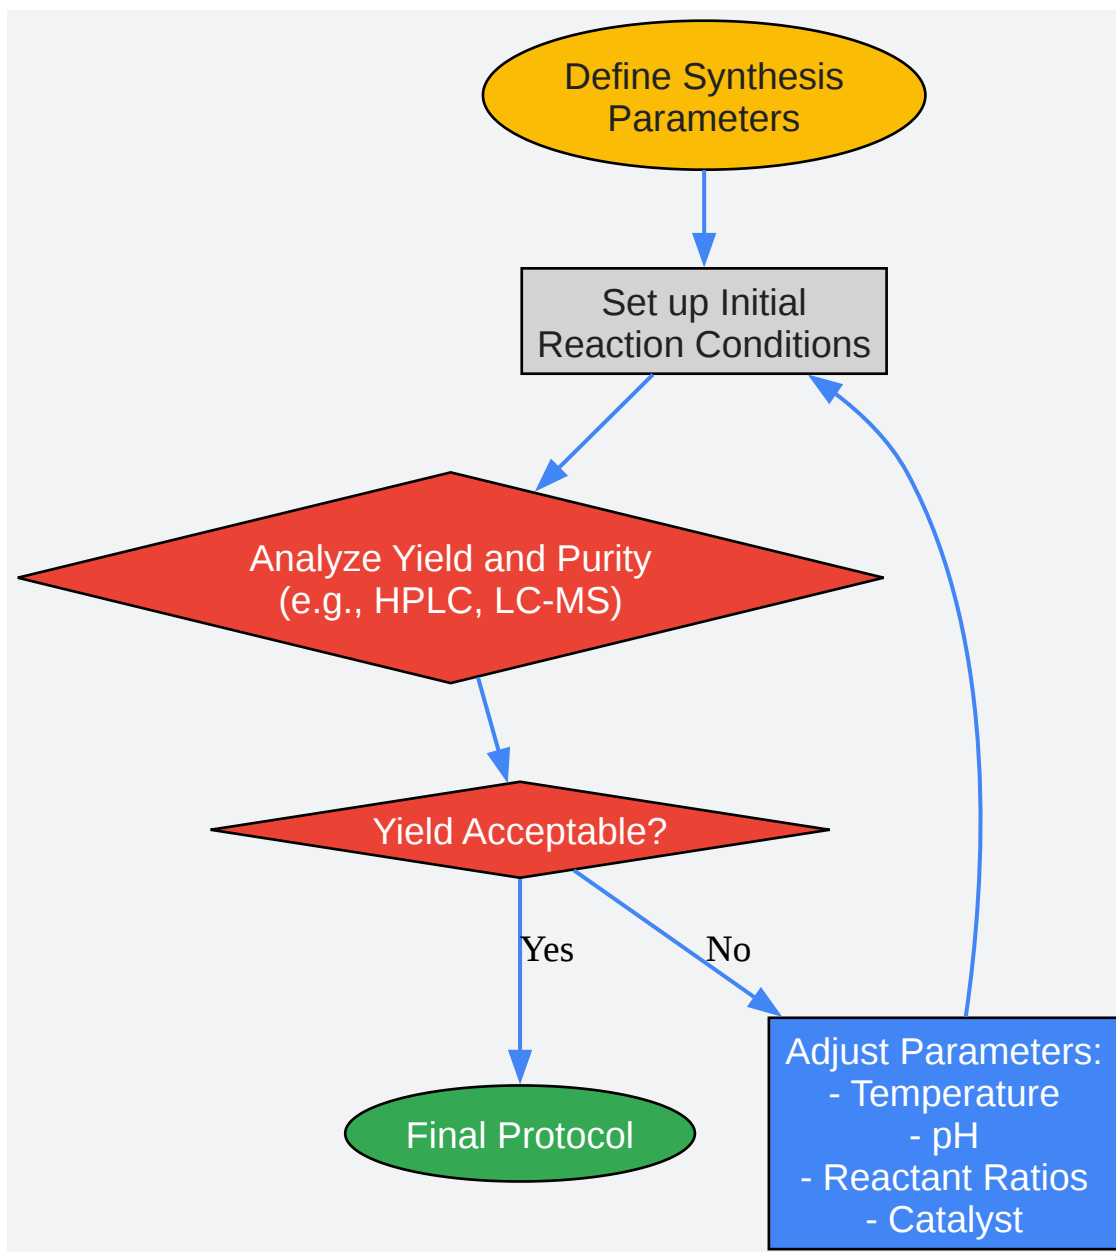 Define Synthesis
Parameters
Set up Initial
Reaction Conditions
Analyze Yield and Purity
(e.g., HPLC, LC-MS)
Yield Acceptable?
Yes
No
Final Protocol
Adjust Parameters:
- Temperature
- pH
- Reactant Ratios
- Catalyst